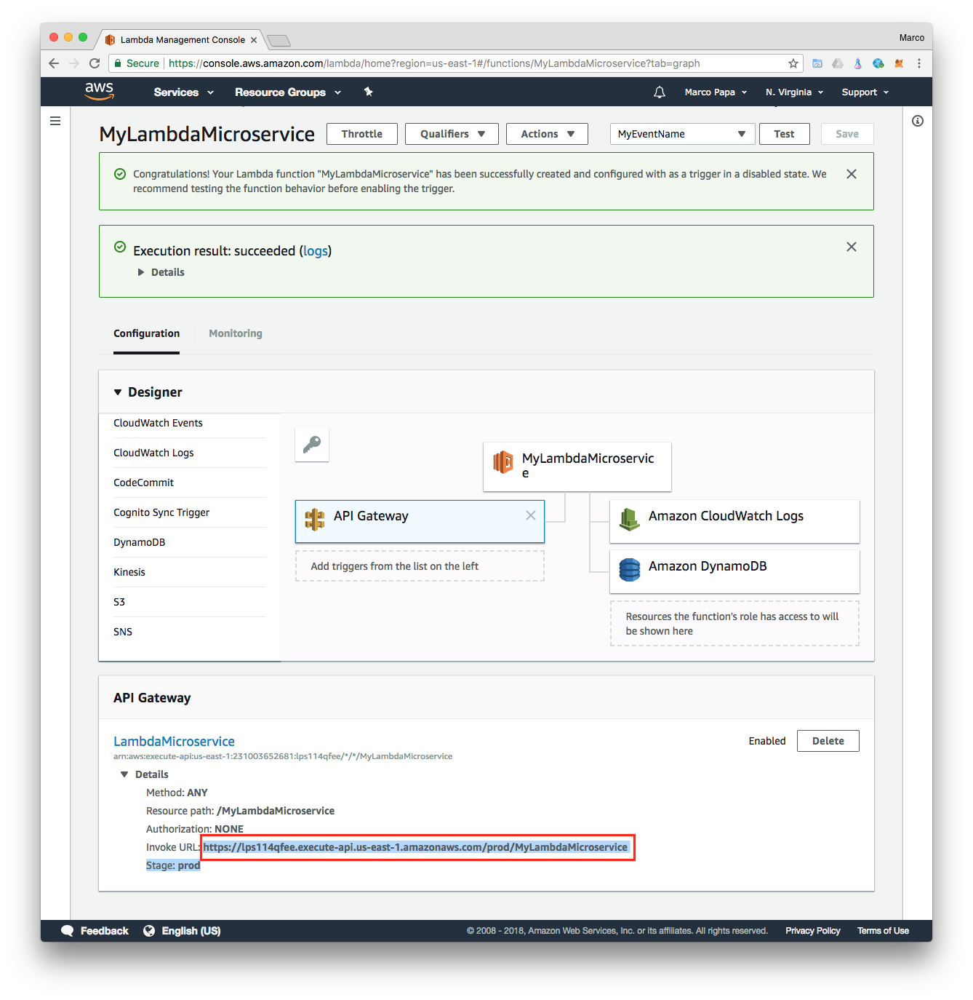 Lambda Management Console
Marco
Secure https://console.aws.amazon.com/lambda/home?region=us-east-1#/functions/MyLambdaMicroservice?tab=graph
aws Services Resource Groups Marco Papa N. Virginia Support
MyLambdaMicroservice Throttle Qualifiers Actions MyEventName Test Save
Congratulations! Your Lambda function "MyLambdaMicroservice" has been successfully created and configured with as a trigger in a disabled state. We
recommend testing the function behavior before enabling the trigger.
Execution result: succeeded (logs)
Details
Configuration Monitoring
Designer
CloudWatch Events
CloudWatch Logs
CodeCommit
Cognito Sync Trigger
DynamoDB
Kinesis
S3
SNS
MyLambdaMicroservic
e
API Gateway
Add triggers from the list on the left
Amazon CloudWatch Logs
Amazon DynamoDB
Resources the function's role has access to will
be shown here
API Gateway
LambdaMicroservice Enabled Delete
arn:aws:execute-api:us-east-1:231003652681:lps114qfee/*/*/MyLambdaMicroservice
Details
Method: ANY
Resource path: /MyLambdaMicroservice
Authorization: NONE
Invoke URL: https://lps114qfee.execute-api.us-east-1.amazonaws.com/prod/MyLambdaMicroservice
Stage: prod
Feedback English (US) © 2008 - 2018, Amazon Web Services, Inc. or its affiliates. All rights reserved. Privacy Policy Terms of Use